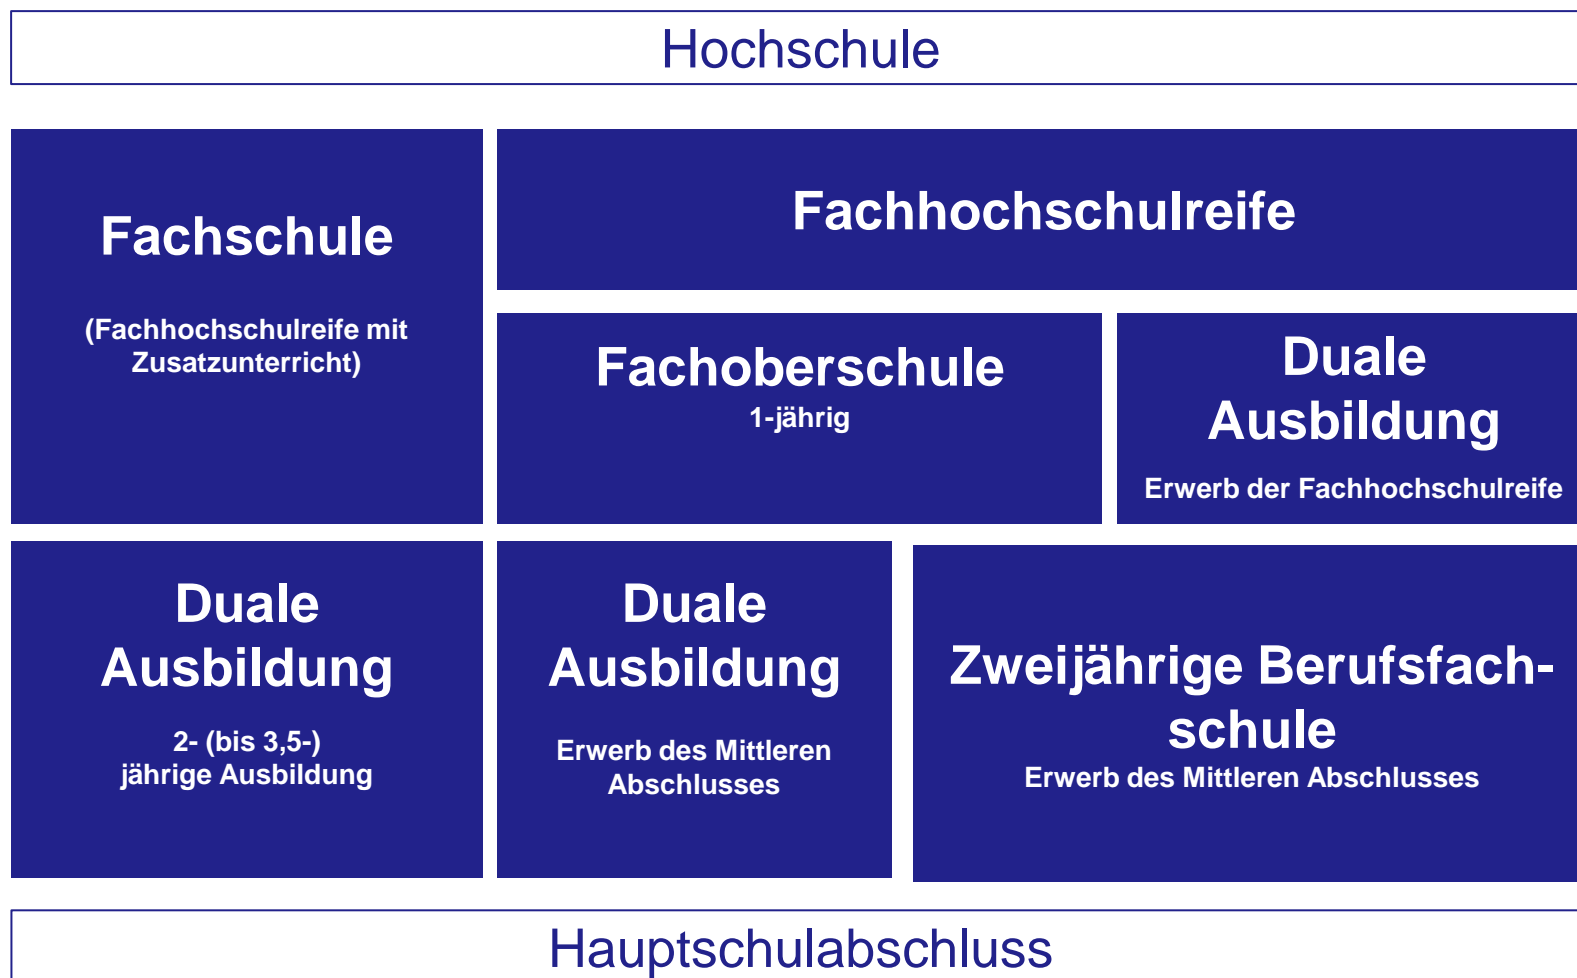 Hochschule
Fachschule
(Fachhochschulreife mit
Zusatzunterricht)
Fachhochschulreife
Fachoberschule
1-jährig
Duale
Ausbildung
Erwerb der Fachhochschulreife
Duale
Ausbildung
2- (bis 3,5-)
jährige Ausbildung
Duale
Ausbildung
Erwerb des Mittleren
Abschlusses
Zweijährige Berufsfach-
schule
Erwerb des Mittleren Abschlusses
Hauptschulabschluss